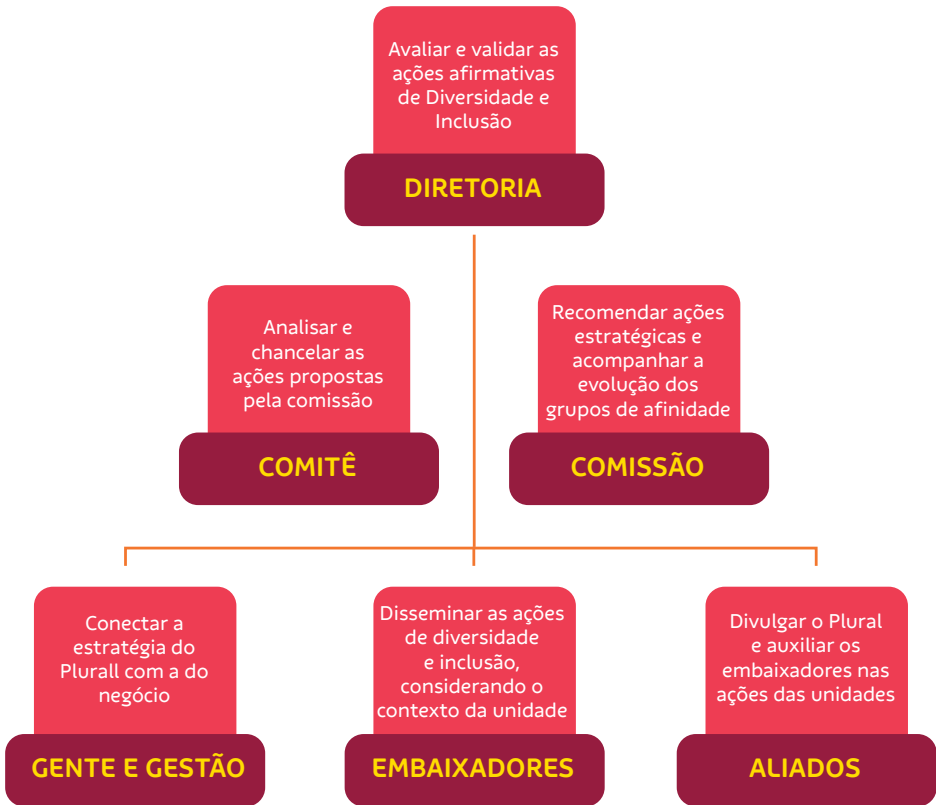 Avaliar e validar as
ações afirmativas
de Diversidade e
Inclusão
DIRETORIA
Analisar e
chancelar as
ações propostas
pela comissão
COMITÊ
Recomendar ações
estratégicas e
acompanhar a
evolução dos
grupos de afinidade
COMISSÃO
Conectar a
estratégia do
Plurall com a do
negócio
GENTE E GESTÃO
Disseminar as ações
de diversidade
e inclusão,
considerando o
contexto da unidade
EMBAIXADORES
Divulgar o Plural
e auxiliar os
embaixadores nas
ações das unidades
ALIADOS